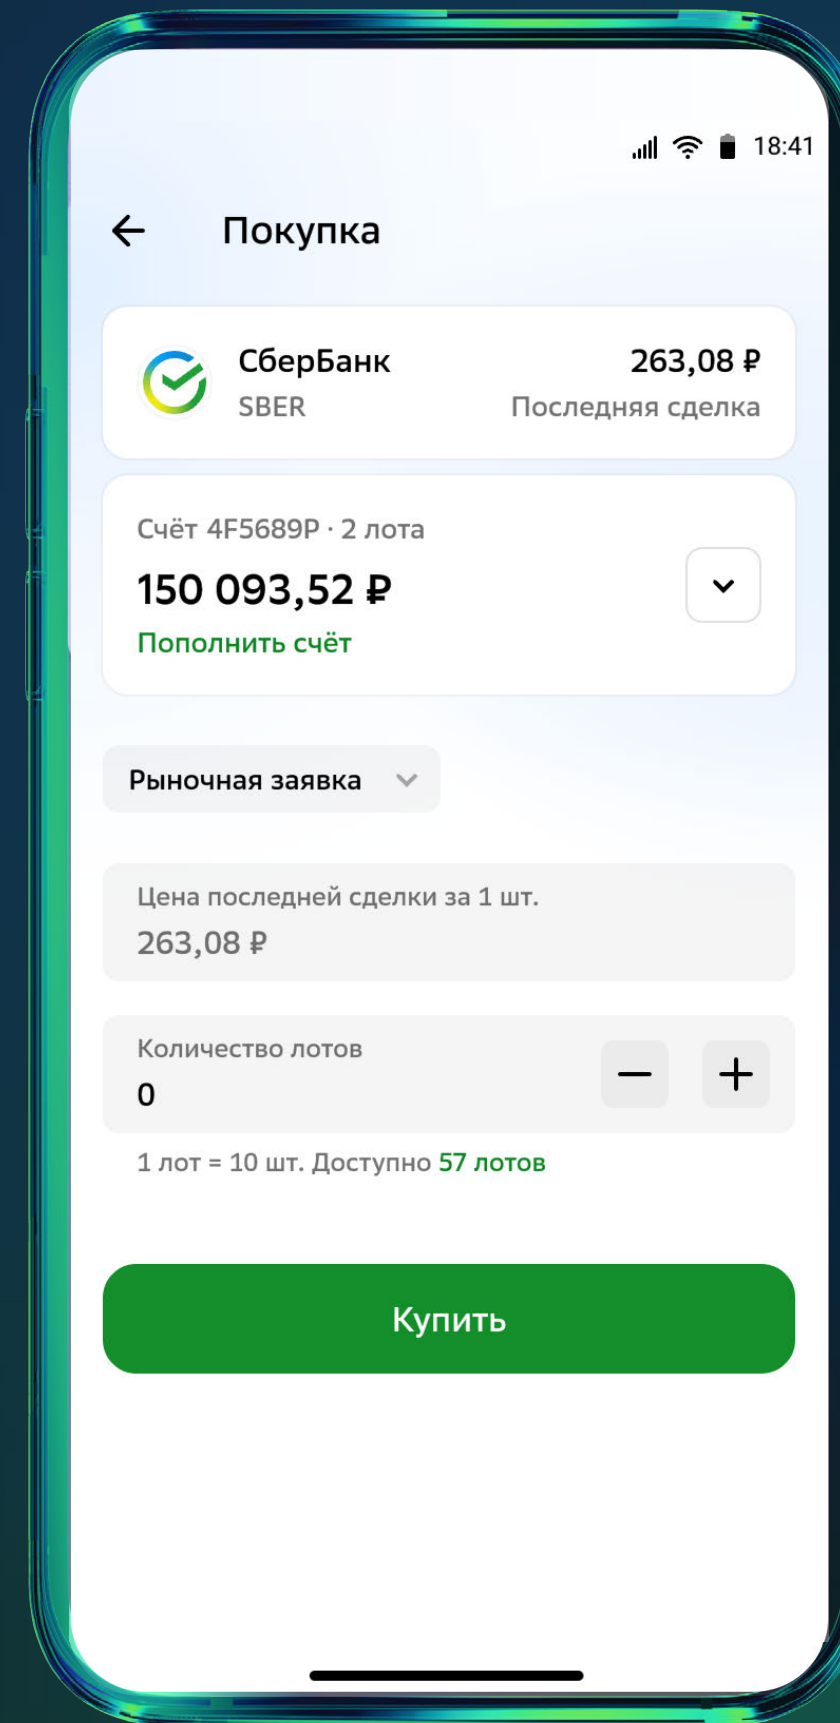 18:41
Покупка
СберБанк 263,08 ₽
SBER Последняя сделка
Счёт 4F5689P · 2 лота
150 093,52 ₽
Пополнить счёт
Рыночная заявка
Цена последней сделки за 1 шт.
263,08 ₽
Количество лотов
0
1 лот = 10 шт. Доступно 57 лотов
Купить